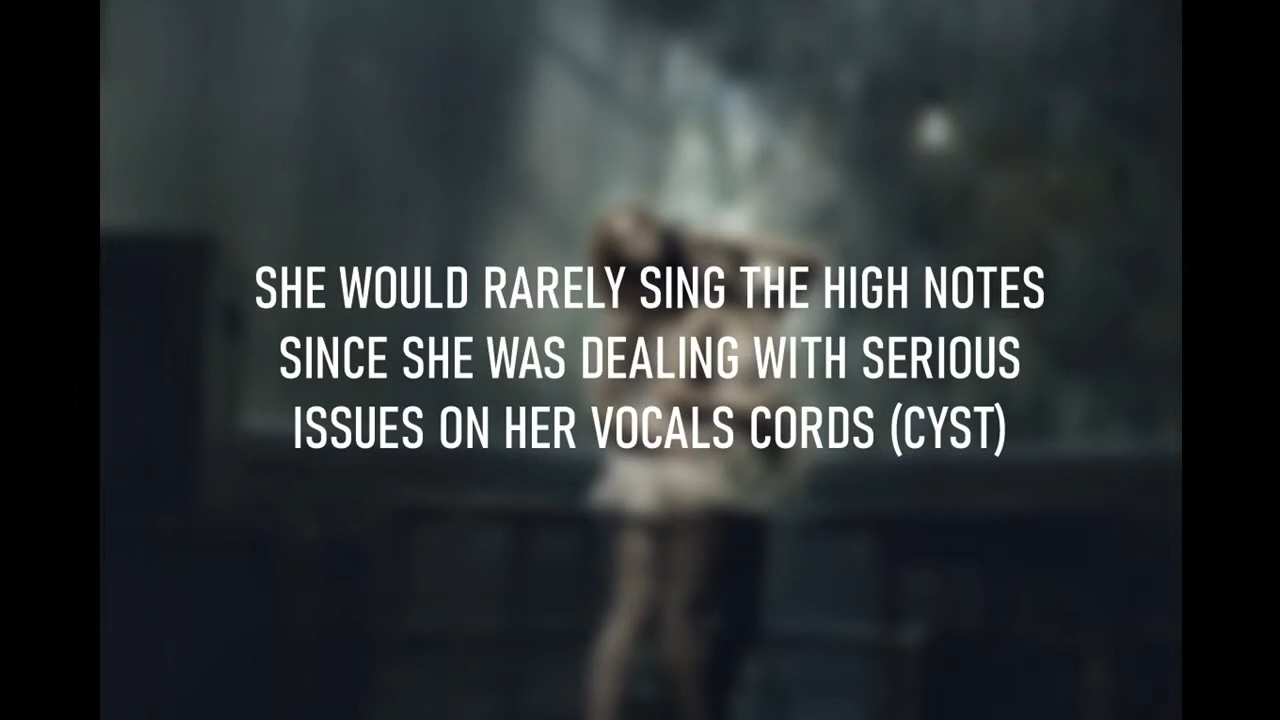 SHE WOULD RARELY SING THE HIGH NOTES
SINCE SHE WAS DEALING WITH SERIOUS
ISSUES ON HER VOCALS CORDS (CYST)